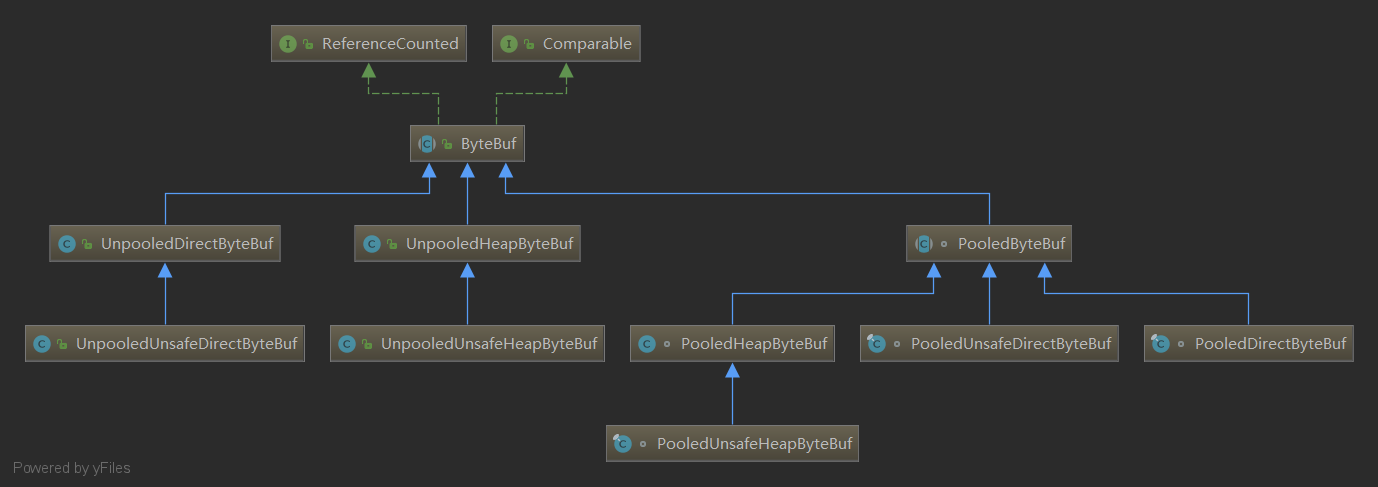 ReferenceCounted
Comparable
ByteBuf
UnpooledDirectByteBuf
UnpooledHeapByteBuf
PooledByteBuf
UnpooledUnsafeDirectByteBuf
UnpooledUnsafeHeapByteBuf
PooledHeapByteBuf
PooledUnsafeDirectByteBuf
PooledDirectByteBuf
PooledUnsafeHeapByteBuf
Powered by yFiles